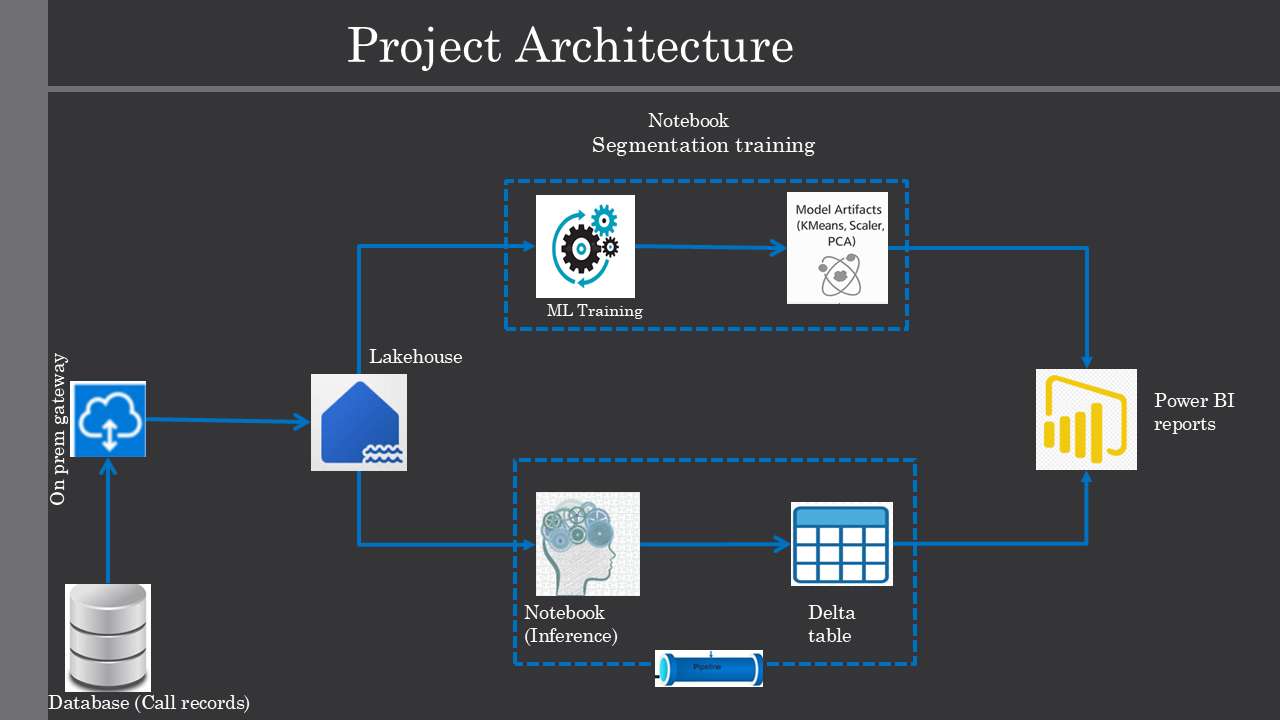 Project Architecture
Notebook
Segmentation training
Model Artifacts
(KMeans, Scaler,
PCA)
ML Training
Lakehouse
On prem gateway
Power BI
reports
Notebook
(Inference)
Delta
table
Pipeline
Database (Call records)